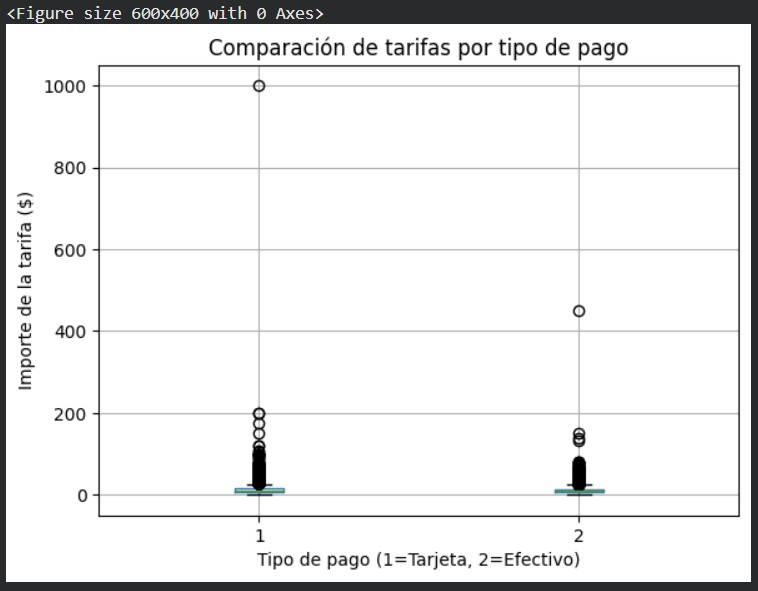 <Figure size 600x400 with 0 Axes>
Comparación de tarifas por tipo de pago
Importe de la tarifa ($)
1000
800
600
400
200
0
1
2
Tipo de pago (1=Tarjeta, 2=Efectivo)